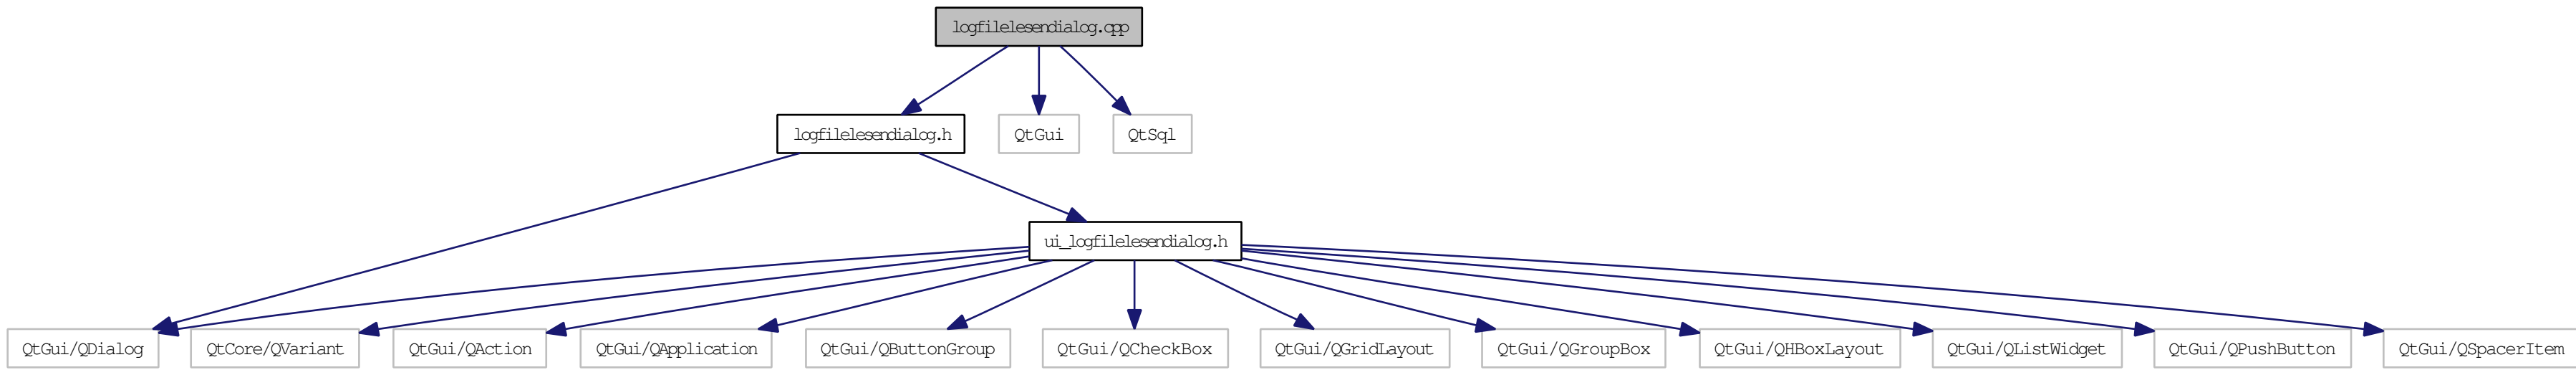 logfilelesendialog.cpp
logfilelesendialog.h
QtGui
QtSql
ui_logfilelesendialog.h
QtGui/QDialog
QtCore/QVariant
QtGui/QAction
QtGui/QApplication
QtGui/QButtonGroup
QtGui/QCheckBox
QtGui/QGridLayout
QtGui/QGroupBox
QtGui/QHBoxLayout
QtGui/QListWidget
QtGui/QPushButton
QtGui/QSpacerItem